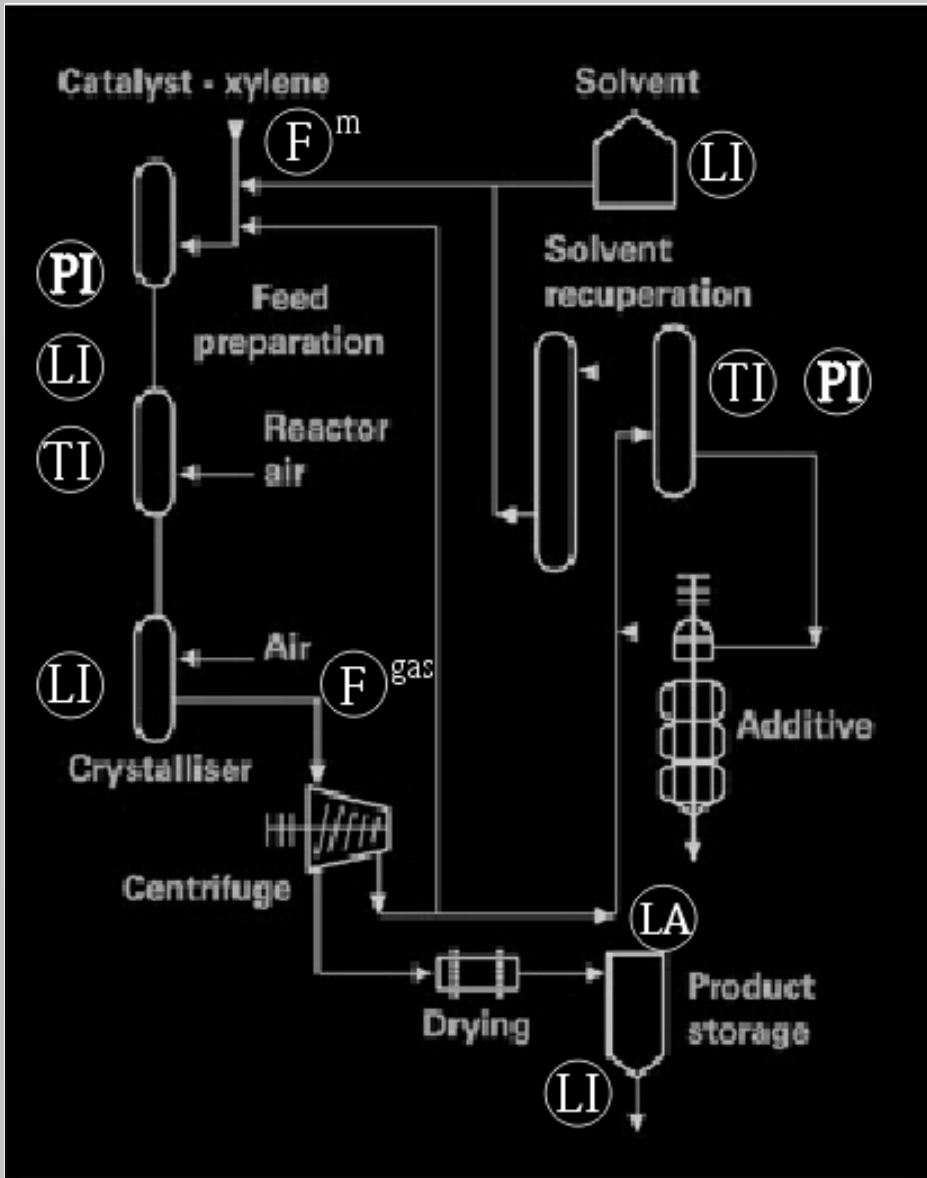 Catalyst - xylene
Solvent
F m
LI
PI
Solvent
recuperation
Feed
preparation
LI
TI
PI
Reactor
air
TI
Air
LI
F gas
Additive
Crystalliser
Centrifuge
LA
Product
storage
Drying
LI